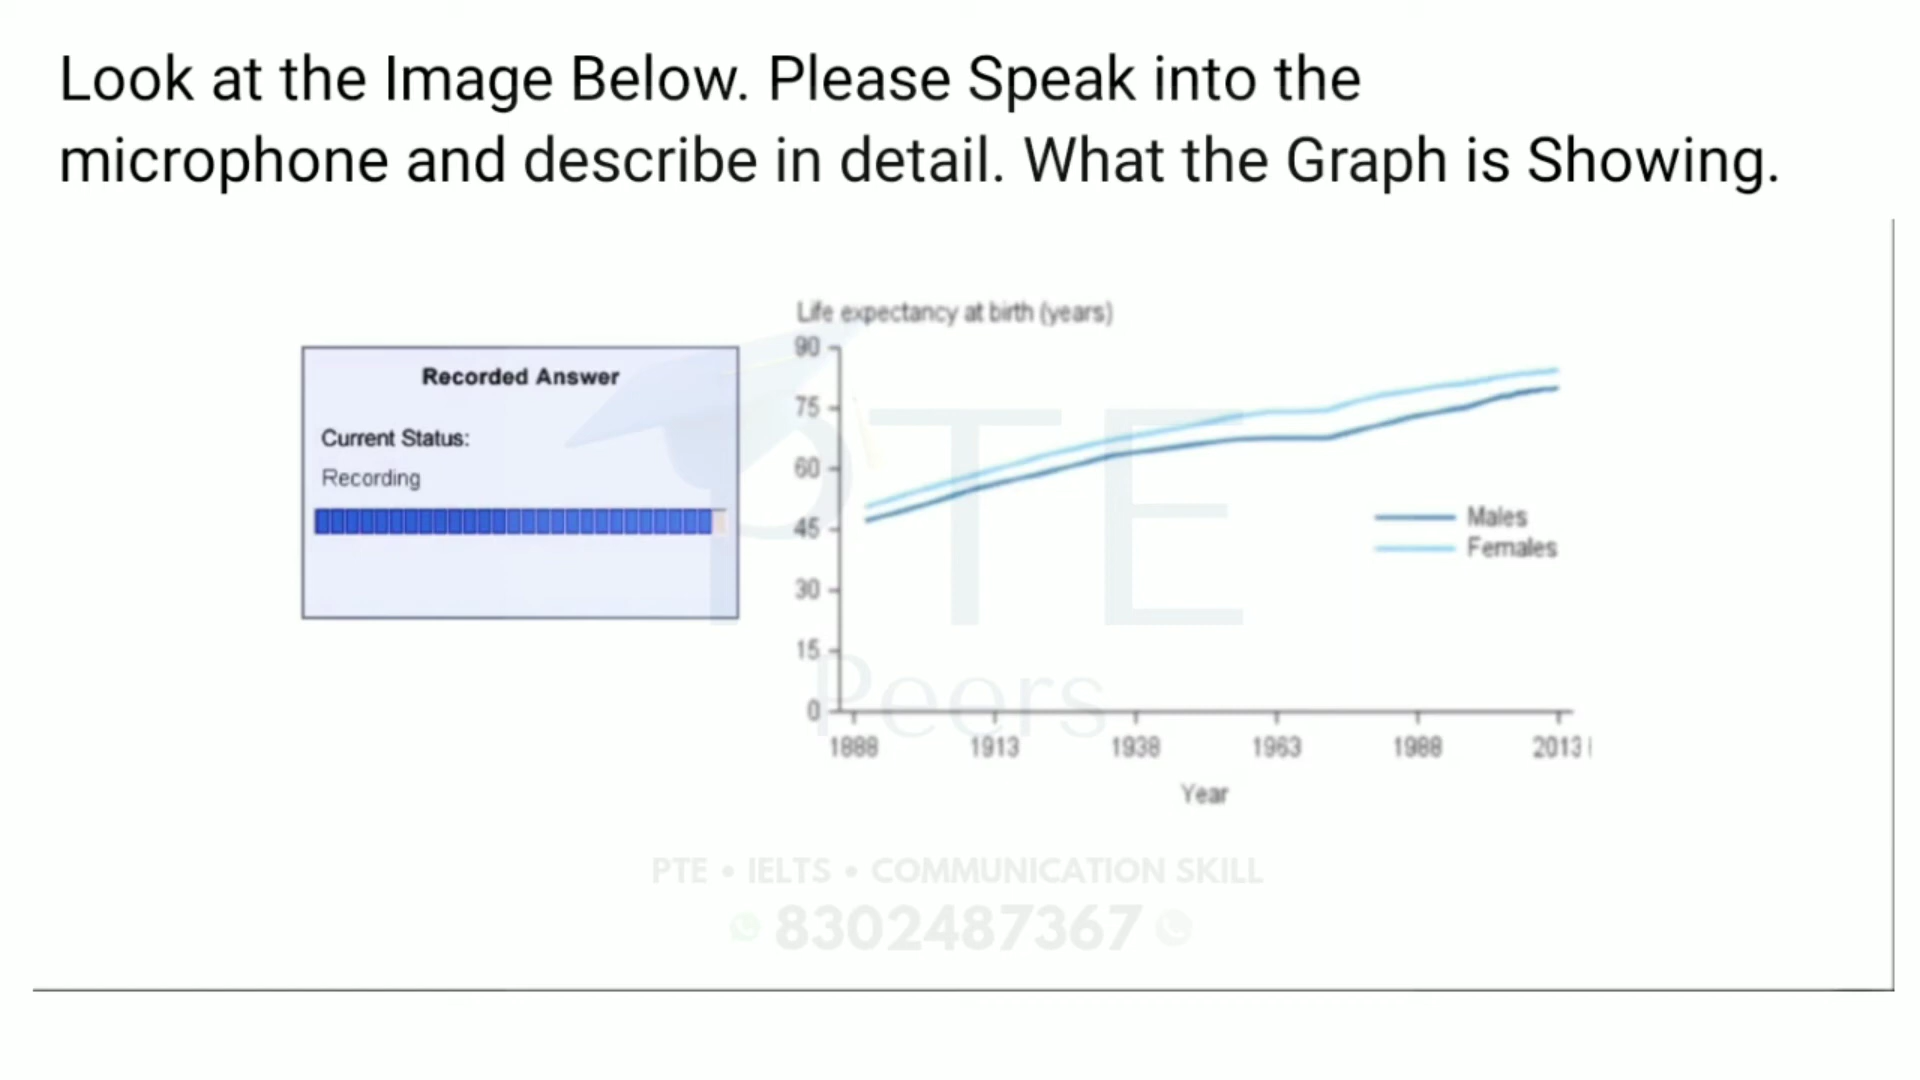 Look at the Image Below. Please Speak into the
microphone and describe in detail. What the Graph is Showing.
Recorded Answer
Current Status:
Recording
Life expectancy at birth (years)
90
75
60
45
30
15
0
1888 1913 1938 1963 1988 2013
Year
Males
Females
PTE
Peers
PTE • IELTS • COMMUNICATION SKILL
8302487367